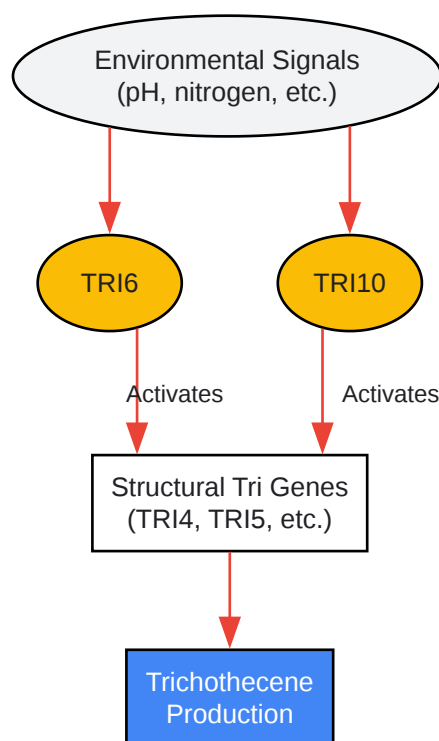 Environmental Signals
(pH, nitrogen, etc.)
TRI6
TRI10
Activates
Activates
Structural Tri Genes
(TRI4, TRI5, etc.)
Trichothecene
Production